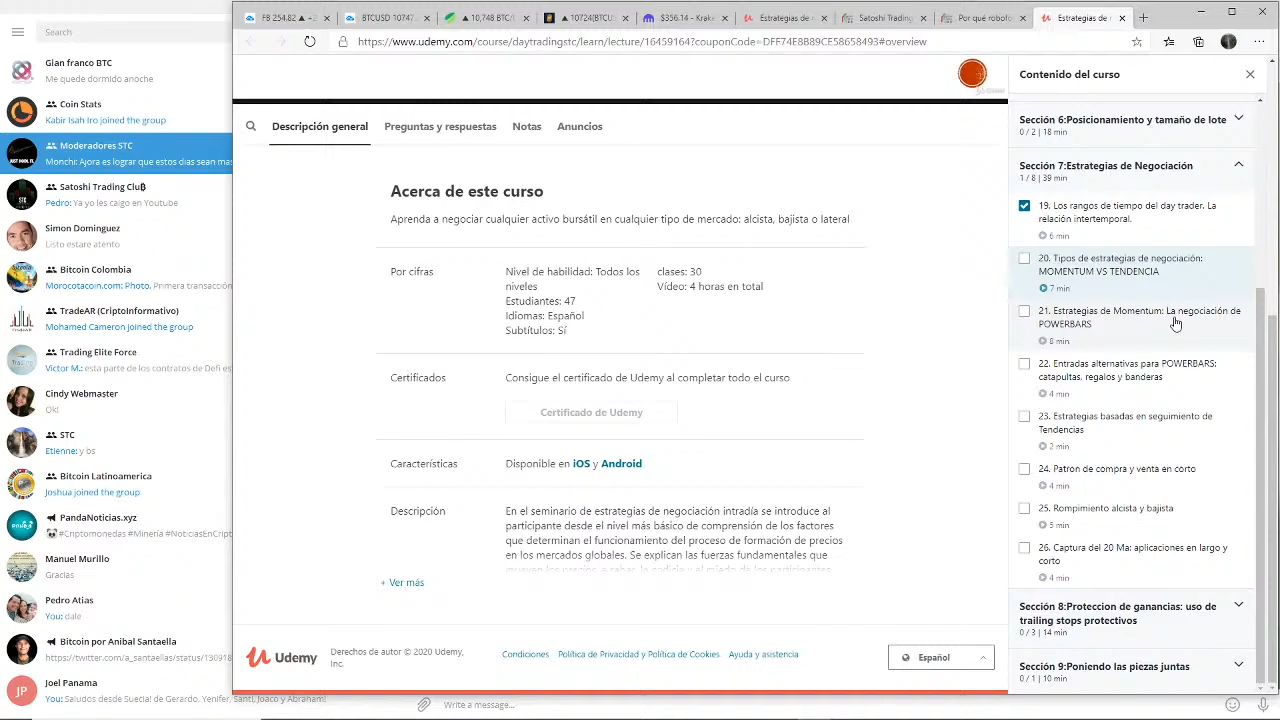 Search
Gian franco BTC
Me quede dormido anoche
Coin Stats
Kabir Isah Iro joined the group
Moderadores STC
Monchi: Ajora es lograr que estos dias sean mas
Satoshi Trading Clu₿
Pedro: Ya yo les caigo en Youtube
Simon Dominguez
Listo estare atento
Bitcoin Colombia
Morocotacoin.com: Photo. Primera transacción
TradeAR (CriptoInformativo)
Mohamed Cameron joined the group
Trading Elite Force
Victor M.: esta parte de los contratos de Defi es
Cindy Webmaster
Ok!
STC
Etienne: y bs
Bitcoin Latinoamerica
Joshua joined the group
PandaNoticias.xyz
#Criptomonedas #Minería #NoticiasEnCript
Manuel Murillo
Gracias
Pedro Atias
You: dale
Bitcoin por Anibal Santaella
https://twitter.com/a_santaellas/status/130918
JP
Joel Panama
You: Saludos desde Suecia! de Gerardo, Yenifer, Santi, Joaco y Abraham!
Write a message...
FB 254.82 ▲ +2
BTCUSD 10747
▲ 10,748 BTC/
▲ 10724(BTCUS
$356.14 - Krake
Estrategias de
Satoshi Trading
Por qué roboti
Estrategias de
https://www.udemy.com/course/daytradingstc/learn/lecture/16459164?couponCode=DFF74E8B89CE58658493#overview
Descripción general
Preguntas y respuestas
Notas
Anuncios
Acerca de este curso
Aprenda a negociar cualquier activo bursátil en cualquier tipo de mercado: alcista, bajista o lateral
Por cifras
Nivel de habilidad: Todos los
niveles
Estudiantes: 47
Idiomas: Español
Subtítulos: Sí
clases: 30
Vídeo: 4 horas en total
Certificados
Consigue el certificado de Udemy al completar todo el curso
Certificado de Udemy
Características
Disponible en iOS y Android
Descripción
En el seminario de estrategias de negociación intradía se introduce al
participante desde el nivel más básico de comprensión de los factores
que determinan el funcionamiento del proceso de formación de precios
en los mercados globales. Se explican las fuerzas fundamentales que
mueven los precios, a saber, la codicia y el miedo de los participantes
+ Ver más
Udemy
Derechos de autor © 2020 Udemy,
Inc.
Condiciones
Política de Privacidad y Política de Cookies.
Ayuda y asistencia
Español
Contenido del curso
Sección 6:Posicionamiento y tamaño de lote
0 / 2 | 18 min
Sección 7:Estrategias de Negociación
1 / 8 | 39 min
19. Los rangos de tiempo del day trader. La
relación intertemporal.
6 min
20. Tipos de estrategias de negociación:
MOMENTUM VS TENDENCIA
7 min
21. Estrategias de Momentum: La negociación de
POWERBARS
8 min
22. Entradas alternativas para POWERBARS:
catapultas, regalos y banderas
4 min
23. Estrategias basadas en seguimiento de
Tendencias
2 min
24. Patron de compra y venta en corto
4 min
25. Rompimiento alcista y bajista
5 min
26. Captura del 20 Ma: aplicaciones en largo y
corto
4 min
Sección 8:Proteccion de ganancias: uso de
trailing stops protectivos
0 / 3 | 14 min
Sección 9:Poniendo las piezas juntas
0 / 1 | 10 min